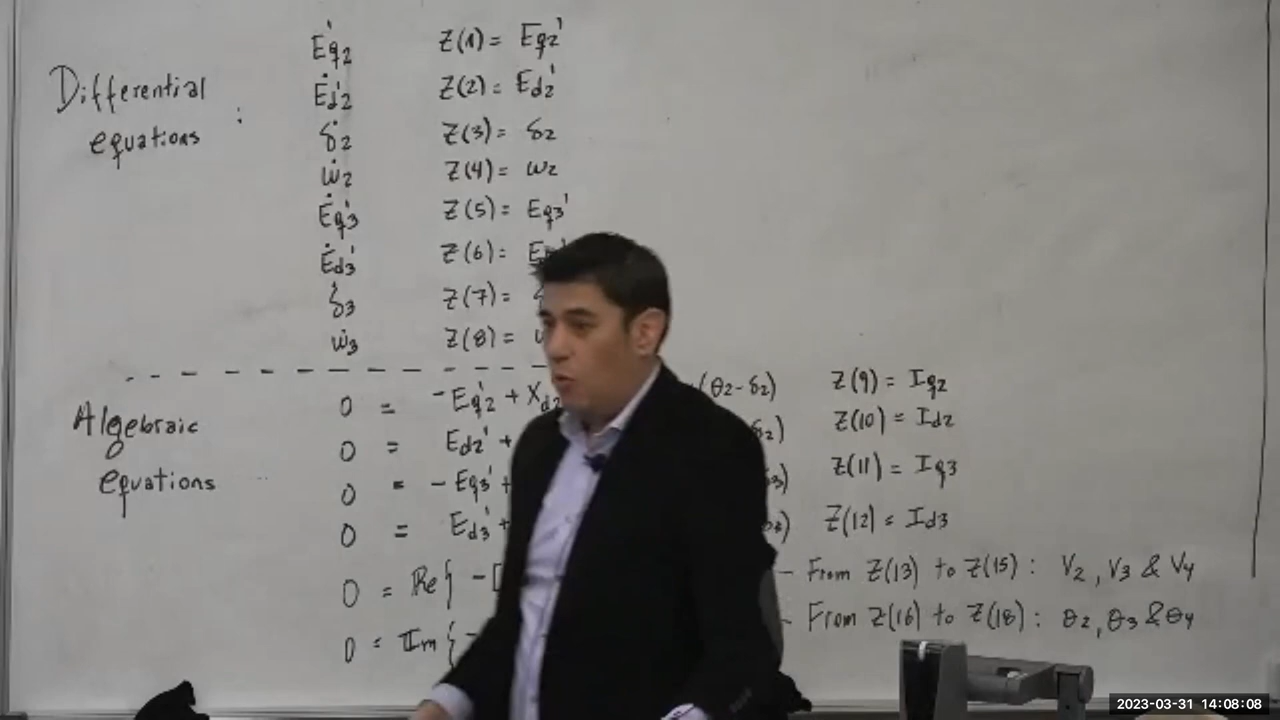 Differential equations :
Ėq2' Z(1) = Eq2'
Ėd2' Z(2) = Ed2'
δ̇2 Z(3) = δ2
ω̇2 Z(4) = ω2
Ėq3' Z(5) = Eq3'
Ėd3' Z(6) =
δ̇3 Z(7) =
ω̇3 Z(8) =
Algebraic equations
0 = -Eq2' + Xd2 (θ2-δ2) Z(9) = Iq2
0 = Ed2' + δ2) Z(10) = Id2
0 = -Eq3' + Z(11) = Iq3
0 = Ed3' + Z(12) = Id3
0 = Re{ -[ - From Z(13) to Z(15) : V2, V3 & V4
0 = Im{ - - From Z(16) to Z(18) : θ2, θ3 & θ4
2023-03-31 14:08:08